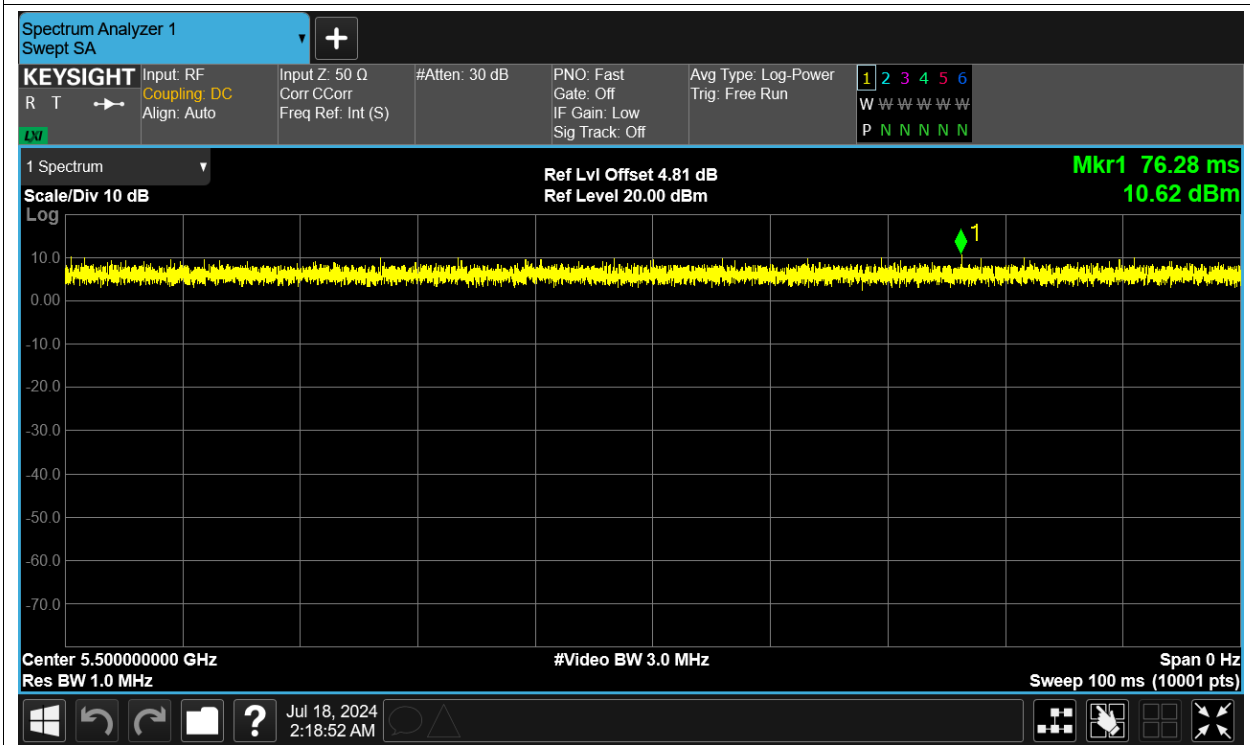 Spectrum Analyzer 1
Swept SA
KEYSIGHT
R T
LXI
Input: RF
Coupling: DC
Align: Auto
Input Z: 50 Ω
Corr CCorr
Freq Ref: Int (S)
#Atten: 30 dB
PNO: Fast
Gate: Off
IF Gain: Low
Sig Track: Off
Avg Type: Log-Power
Trig: Free Run
1 2 3 4 5 6
W W W W W W
P N N N N N
1 Spectrum
Scale/Div 10 dB
Log
Ref Lvl Offset 4.81 dB
Ref Level 20.00 dBm
Mkr1 76.28 ms
10.62 dBm
1
10.0
0.00
-10.0
-20.0
-30.0
-40.0
-50.0
-60.0
-70.0
Center 5.500000000 GHz
Res BW 1.0 MHz
#Video BW 3.0 MHz
Span 0 Hz
Sweep 100 ms (10001 pts)
?
Jul 18, 2024
2:18:52 AM